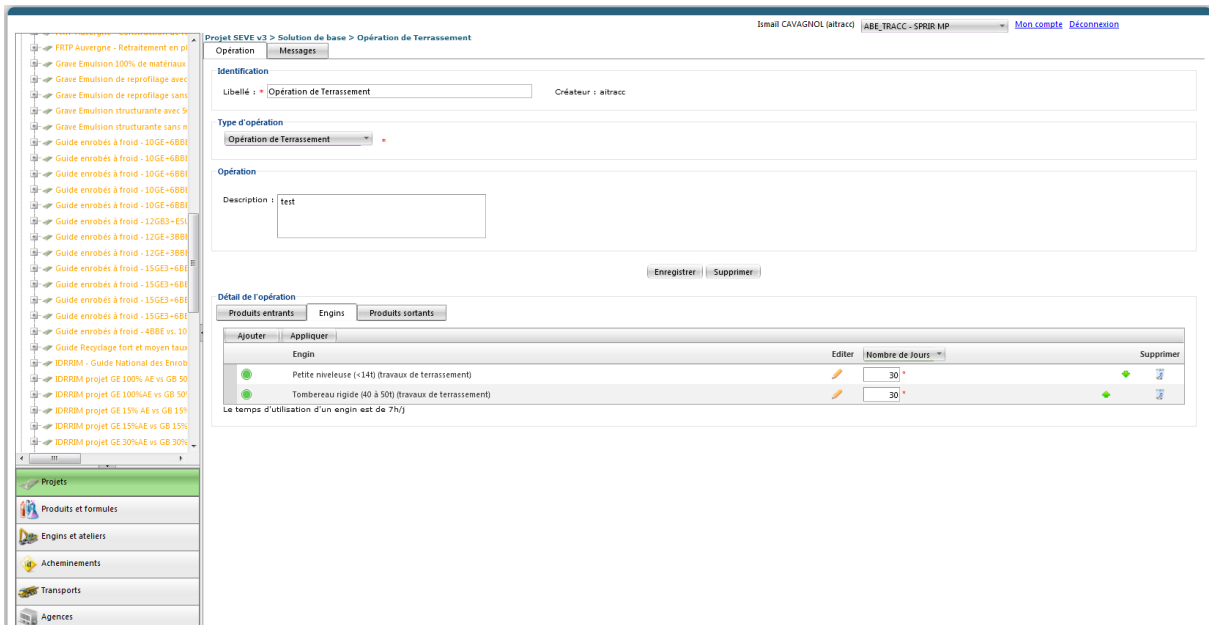 Ismail CAVAGNOL (aitracc) ABE_TRACC - SPRIR MP Mon compte Déconnexion
Projet SEVE v3 > Solution de base > Opération de Terrassement
Opération Messages
Identification
Libellé : * Opération de Terrassement Créateur : aitracc
Type d'opération
Opération de Terrassement *
Opération
Description : test
Enregistrer Supprimer
Détail de l'opération
Produits entrants Engins Produits sortants
Ajouter Appliquer
Engin Editer Nombre de Jours Supprimer
Petite niveleuse (<14t) (travaux de terrassement) 30 *
Tombereau rigide (40 à 50t) (travaux de terrassement) 30 *
Le temps d'utilisation d'un engin est de 7h/j
FRTP Auvergne - Retraitement en pl
Grave Emulsion 100% de matériaux
Grave Emulsion de reprofilage avec
Grave Emulsion de reprofilage sans
Grave Emulsion structurante avec 5
Grave Emulsion structurante sans
Guide enrobés à froid - 10GE+6BBE
Guide enrobés à froid - 10GE+6BBE
Guide enrobés à froid - 10GE+6BBE
Guide enrobés à froid - 10GE+6BBE
Guide enrobés à froid - 10GE+6BBE
Guide enrobés à froid - 12GB3+ESU
Guide enrobés à froid - 12GE+3BBE
Guide enrobés à froid - 12GE+3BBE
Guide enrobés à froid - 15GE3+6BE
Guide enrobés à froid - 15GE3+6BE
Guide enrobés à froid - 15GE3+6BE
Guide enrobés à froid - 15GE3+6BE
Guide enrobés à froid - 4BBE vs. 10
Guide Recyclage fort et moyen taux
IDRRIM - Guide National des Enrob
IDRRIM projet GE 100% AE vs GB 50
IDRRIM projet GE 100%AE vs GB 50
IDRRIM projet GE 15% AE vs GB 15%
IDRRIM projet GE 15%AE vs GB 15%
IDRRIM projet GE 30%AE vs GB 30%
Projets
Produits et formules
Engins et ateliers
Acheminements
Transports
Agences